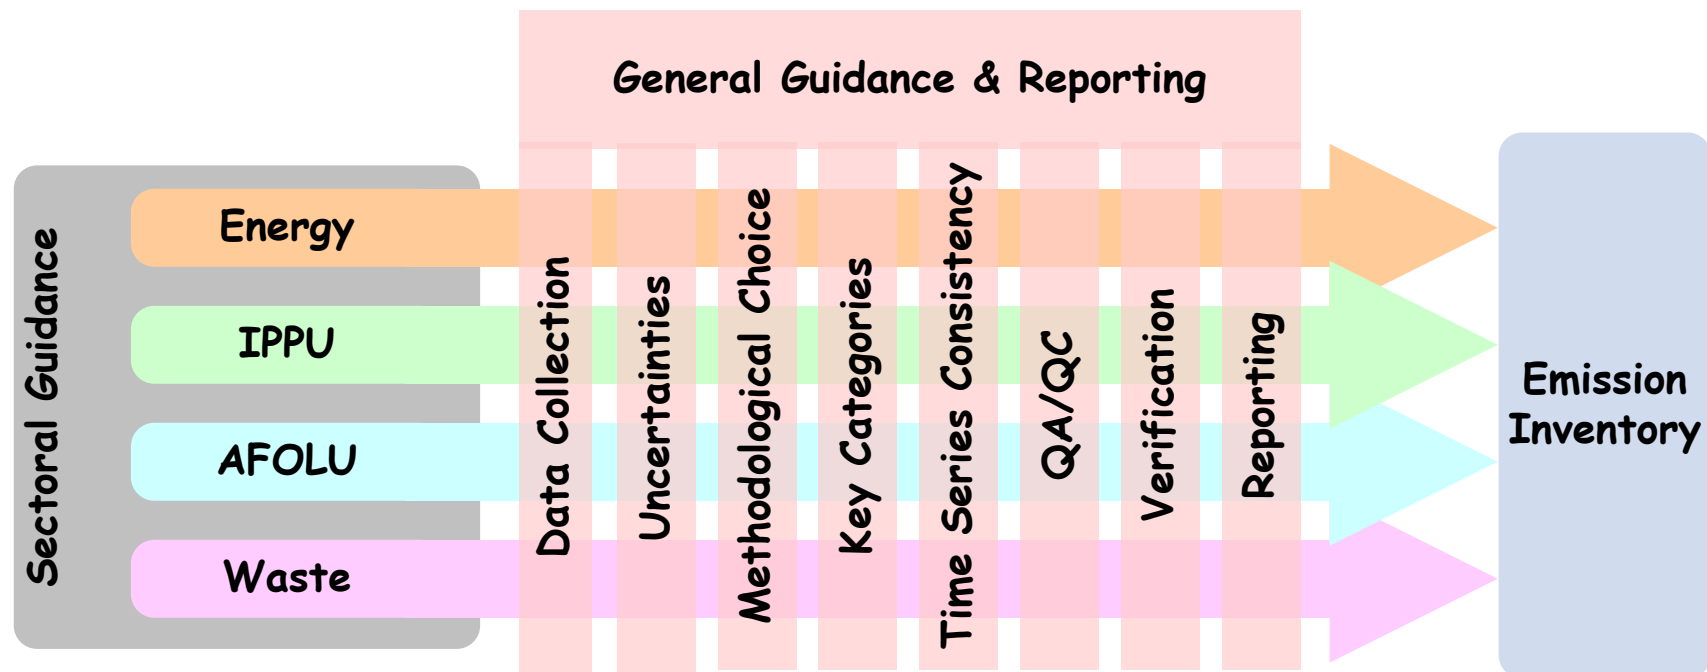 General Guidance & Reporting
Sectoral Guidance
Energy
IPPU
AFOLU
Waste
Data Collection
Uncertainties
Methodological Choice
Key Categories
Time Series Consistency
QA/QC
Verification
Reporting
Emission
Inventory